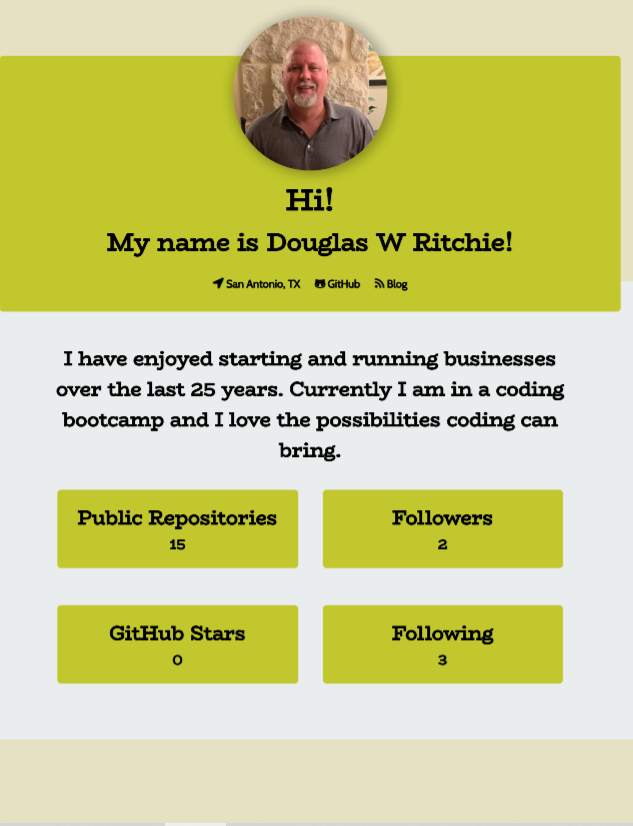 Hi!
My name is Douglas W Ritchie!
San Antonio, TX GitHub Blog
I have enjoyed starting and running businesses
over the last 25 years. Currently I am in a coding
bootcamp and I love the possibilities coding can
bring.
Public Repositories Followers
15 2
GitHub Stars Following
0 3